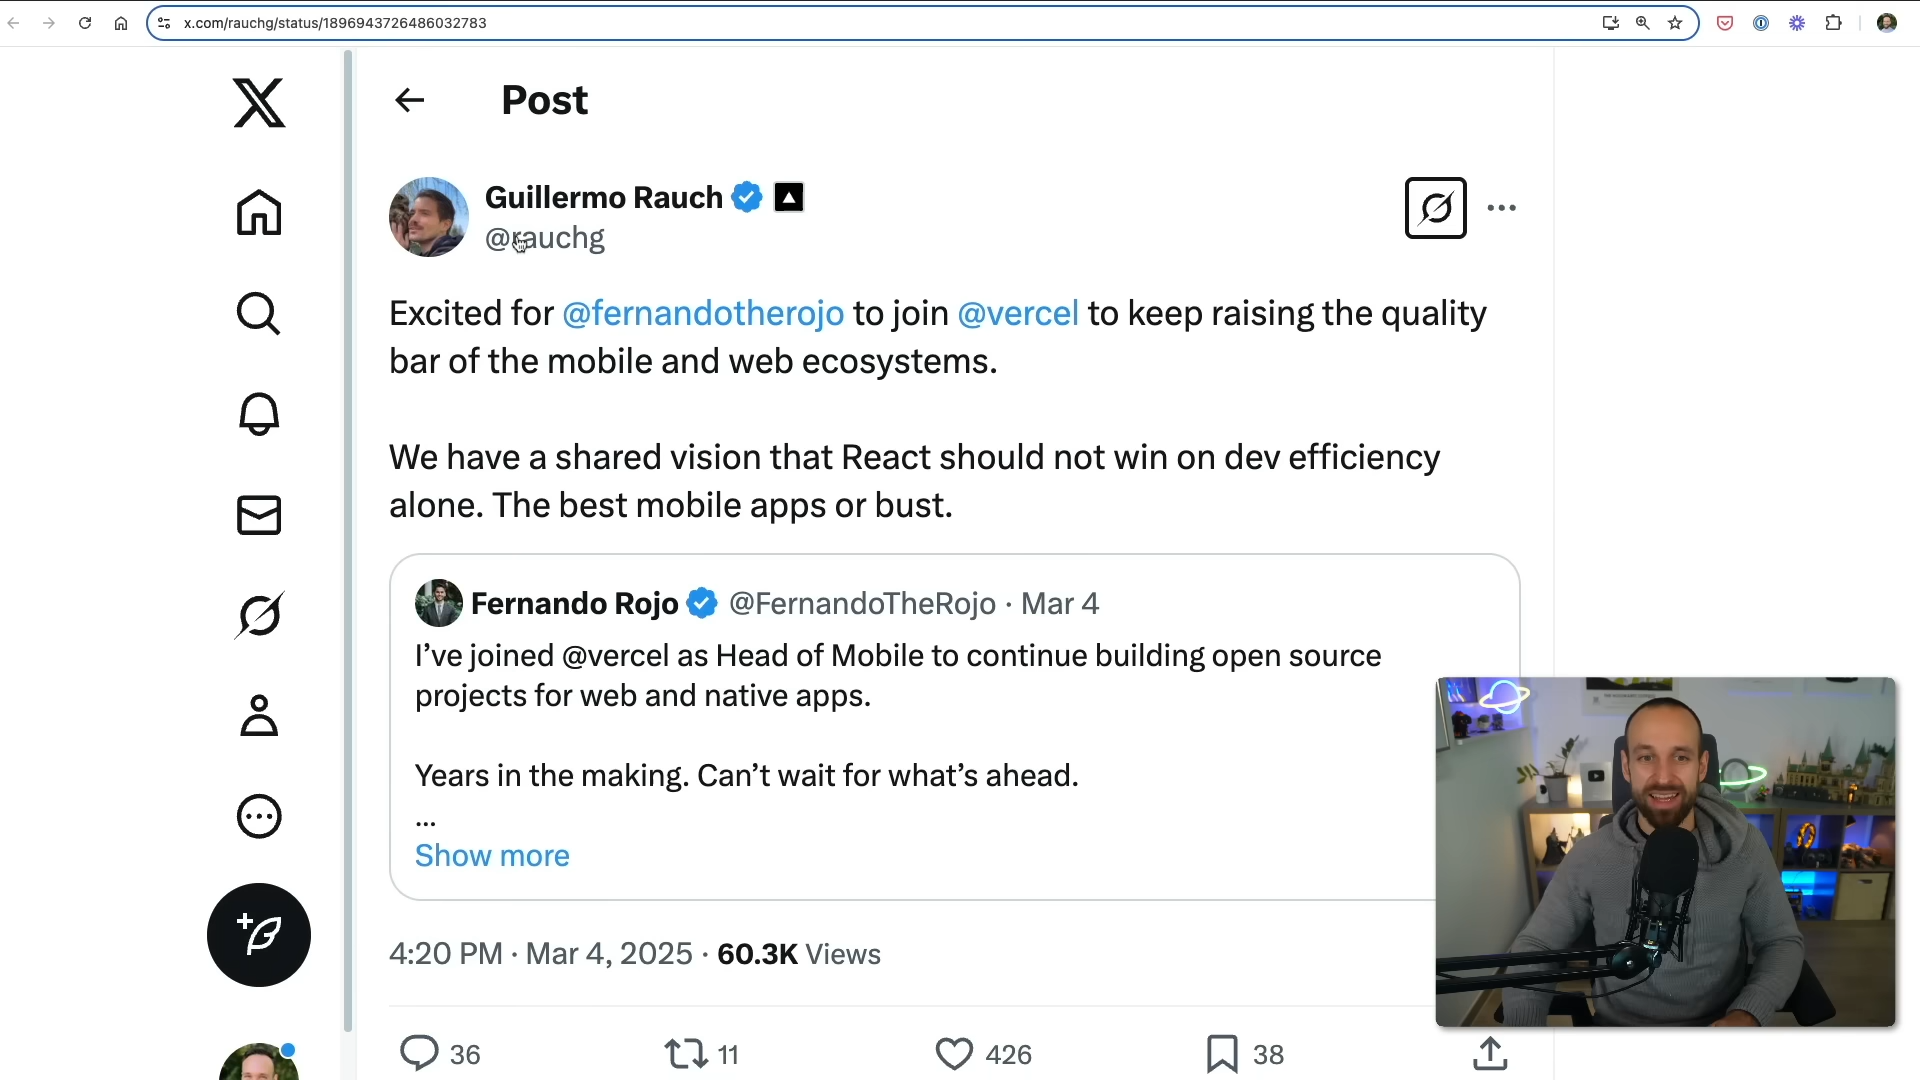 x.com/rauchg/status/1896943726486032783
Post
Guillermo Rauch
@rauchg
Excited for @fernandotherojo to join @vercel to keep raising the quality
bar of the mobile and web ecosystems.
We have a shared vision that React should not win on dev efficiency
alone. The best mobile apps or bust.
Fernando Rojo @FernandoTheRojo · Mar 4
I’ve joined @vercel as Head of Mobile to continue building open source
projects for web and native apps.
Years in the making. Can’t wait for what’s ahead.
...
Show more
4:20 PM · Mar 4, 2025 · 60.3K Views
36 11 426 38